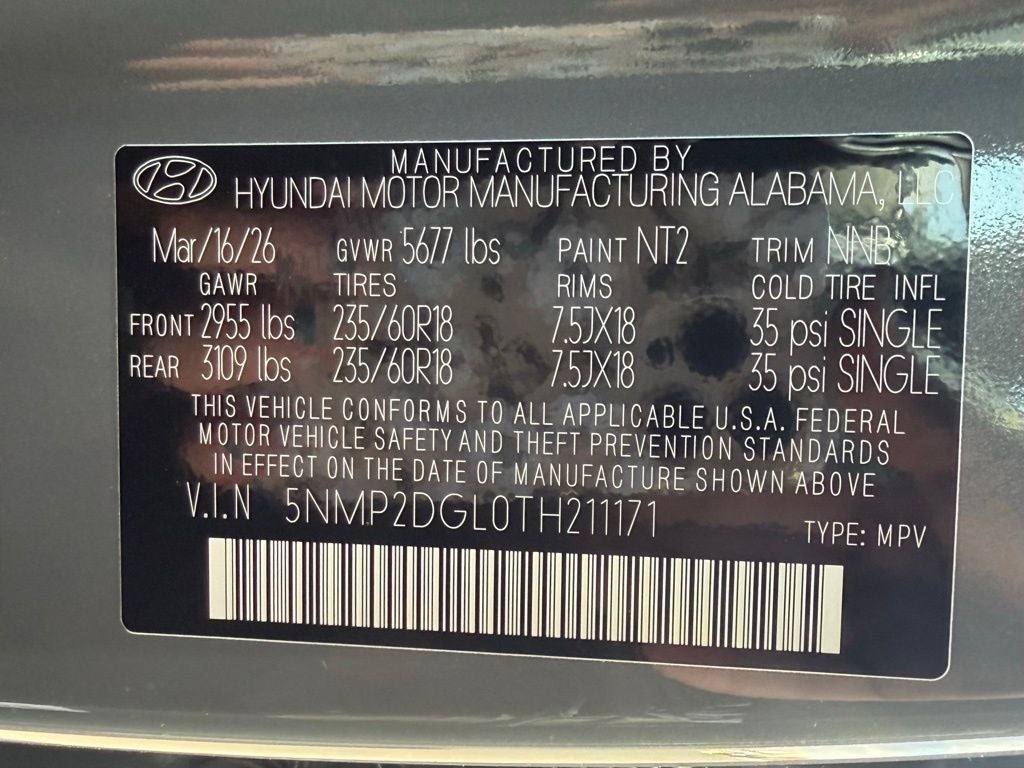 MANUFACTURED BY
HYUNDAI MOTOR MANUFACTURING ALABAMA, LLC
Mar/16/26 GVWR 5677 lbs PAINT NT2 TRIM NNB
GAWR TIRES RIMS COLD TIRE INFL
FRONT 2955 lbs 235/60R18 7.5JX18 35 psi SINGLE
REAR 3109 lbs 235/60R18 7.5JX18 35 psi SINGLE
THIS VEHICLE CONFORMS TO ALL APPLICABLE U.S.A. FEDERAL
MOTOR VEHICLE SAFETY AND THEFT PREVENTION STANDARDS
IN EFFECT ON THE DATE OF MANUFACTURE SHOWN ABOVE
V.I.N 5NMP2DGL0TH211171
TYPE: MPV